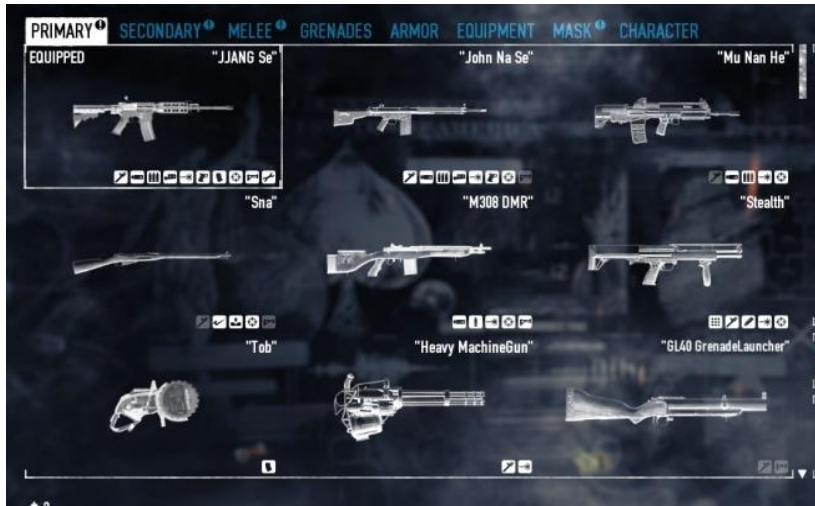 PRIMARY SECONDARY MELEE GRENADES ARMOR EQUIPMENT MASK CHARACTER
EQUIPPED "JJANG Se" "John Na Se" "Mu Nan He"
"Sna" "M308 DMR" "Stealth"
"Tob" "Heavy MachineGun" "GL40 GrenadeLauncher"